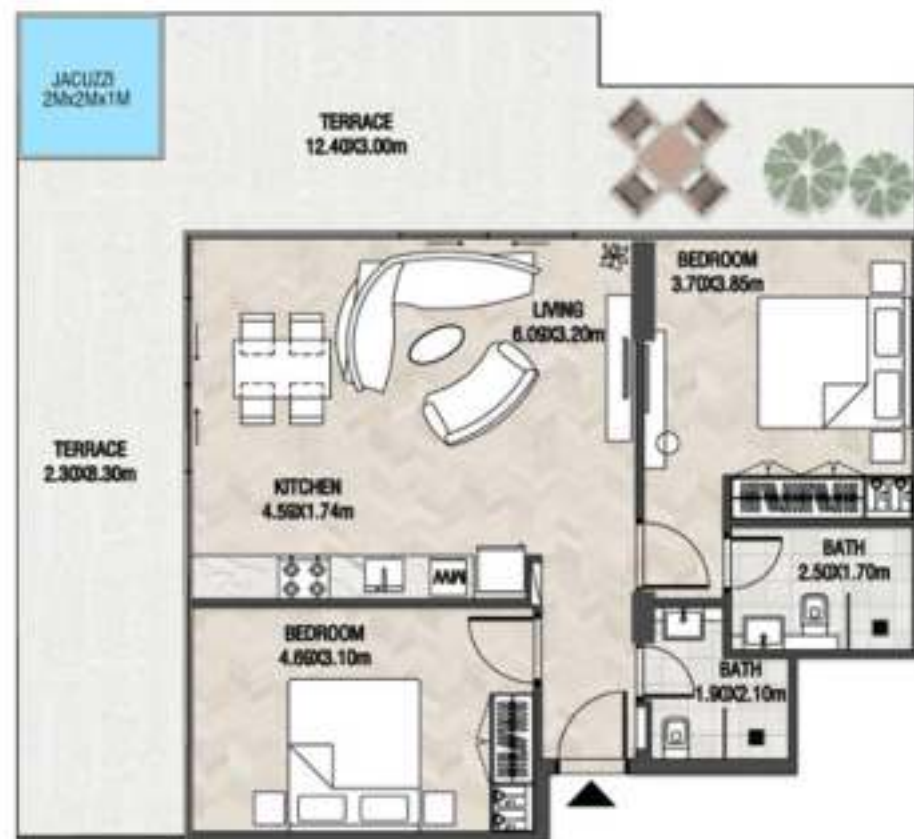 JACUZZI
2Mx2Mx1M
TERRACE
12.40X3.00m
BEDROOM
3.70X3.85m
LIVING
6.09X3.20m
TERRACE
2.30X8.30m
KITCHEN
4.59X1.74m
MW
BATH
2.50X1.70m
BEDROOM
4.69X3.10m
BATH
1.90X2.10m